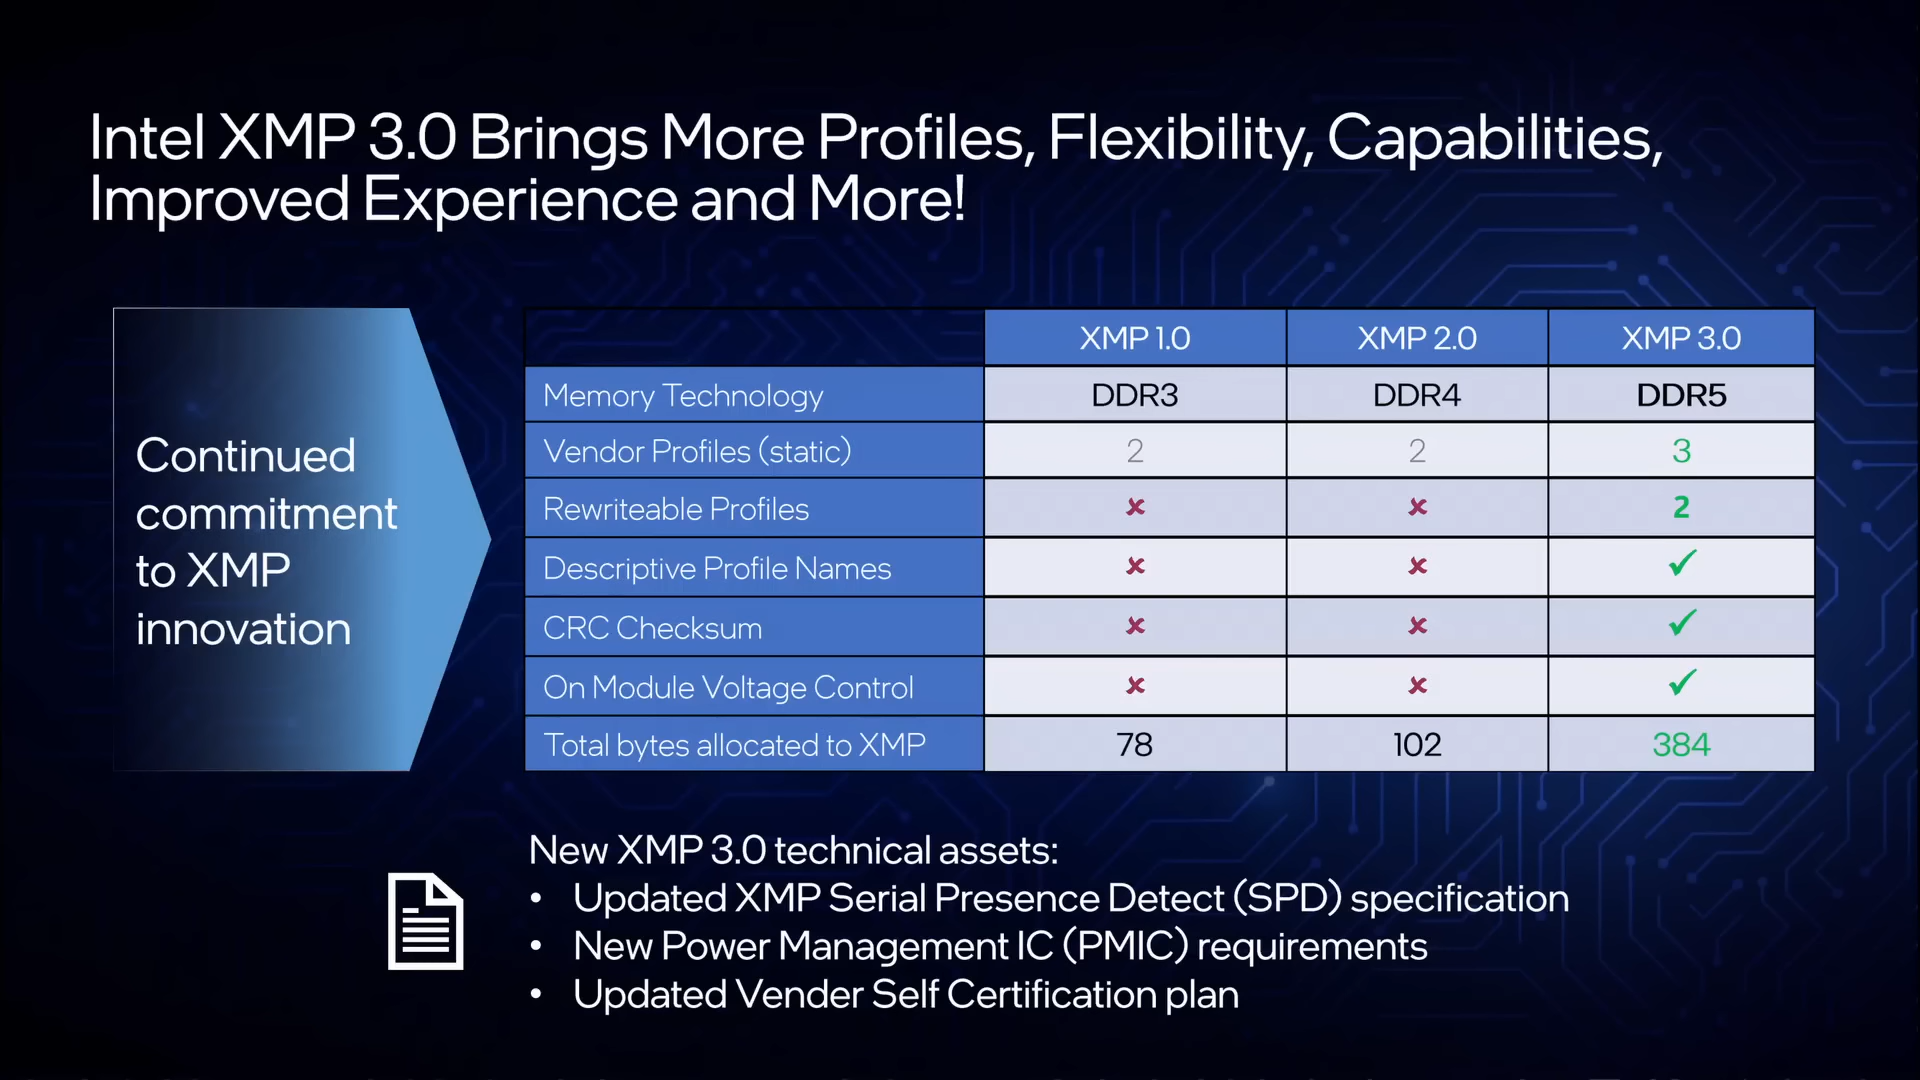 Intel XMP 3.0 Brings More Profiles, Flexibility, Capabilities,
Improved Experience and More!
Continued
commitment
to XMP
innovation
XMP 1.0 XMP 2.0 XMP 3.0
Memory Technology DDR3 DDR4 DDR5
Vendor Profiles (static) 2 2 3
Rewriteable Profiles ✘ ✘ 2
Descriptive Profile Names ✘ ✘ ✓
CRC Checksum ✘ ✘ ✓
On Module Voltage Control ✘ ✘ ✓
Total bytes allocated to XMP 78 102 384
New XMP 3.0 technical assets:
• Updated XMP Serial Presence Detect (SPD) specification
• New Power Management IC (PMIC) requirements
• Updated Vender Self Certification plan